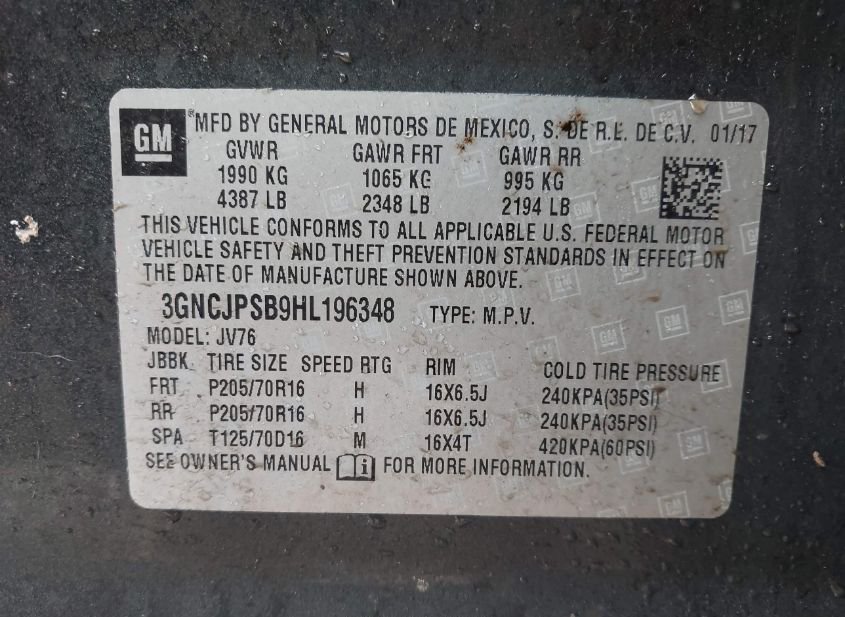 GM
® MFD BY GENERAL MOTORS DE MEXICO, S. DE R.L. DE C.V. 01/17
GVWR GAWR FRT GAWR RR
1990 KG 1065 KG 995 KG
4387 LB 2348 LB 2194 LB
THIS VEHICLE CONFORMS TO ALL APPLICABLE U.S. FEDERAL MOTOR
VEHICLE SAFETY AND THEFT PREVENTION STANDARDS IN EFFECT ON
THE DATE OF MANUFACTURE SHOWN ABOVE.
3GNCJPSB9HL196348 TYPE: M.P.V.
MODEL: JV76
JBBK TIRE SIZE SPEED RTG RIM COLD TIRE PRESSURE
FRT P205/70R16 H 16X6.5J 240KPA(35PSI)
RR P205/70R16 H 16X6.5J 240KPA(35PSI)
SPA T125/70D16 M 16X4T 420KPA(60PSI)
SEE OWNER'S MANUAL i FOR MORE INFORMATION.